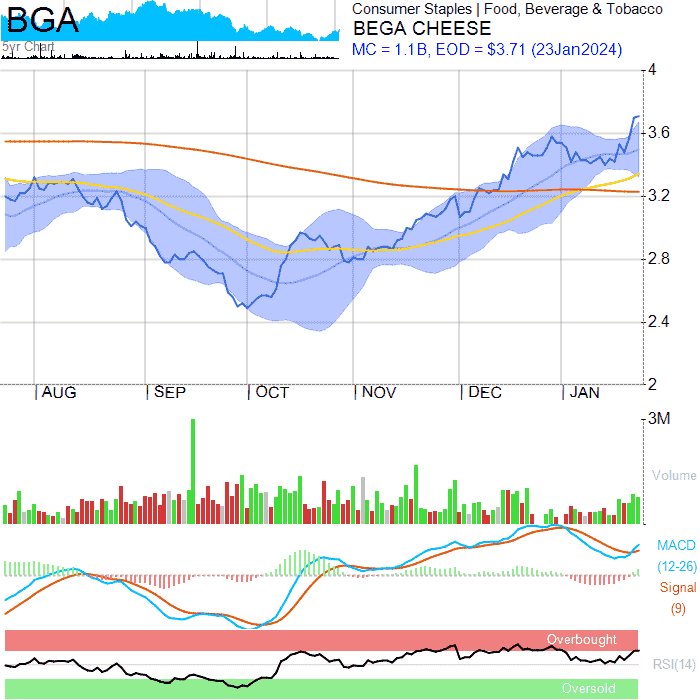 BGA
5yr Chart
Consumer Staples | Food, Beverage & Tobacco
BEGA CHEESE
MC = 1.1B, EOD = $3.71 (23Jan2024)
4
3.6
3.2
2.8
2.4
2
AUG SEP OCT NOV DEC JAN
3M
Volume
MACD
(12-26)
Signal
(9)
Overbought
RSI(14)
Oversold